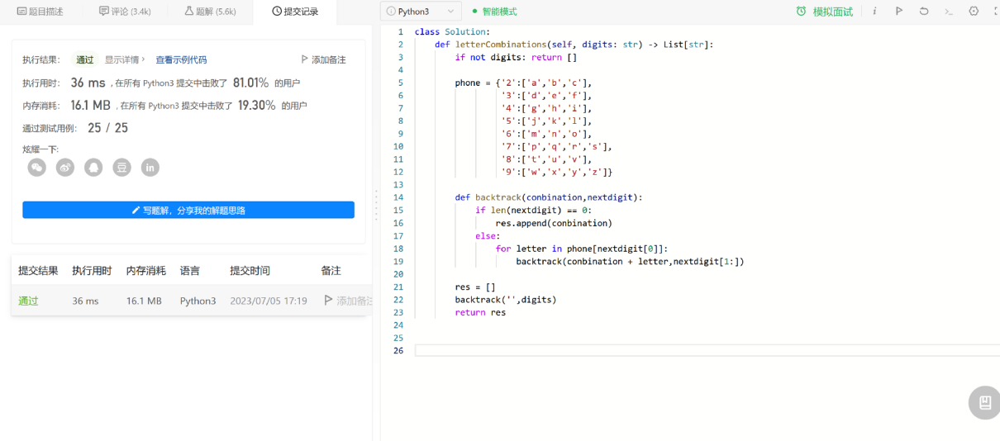 题目描述
评论 (3.4k)
题解 (5.6k)
提交记录
执行结果: 通过 显示详情 › 查看示例代码 添加备注
执行用时: 36 ms , 在所有 Python3 提交中击败了 81.01% 的用户
内存消耗: 16.1 MB , 在所有 Python3 提交中击败了 19.30% 的用户
通过测试用例: 25 / 25
炫耀一下:
豆 in
写题解, 分享我的解题思路
提交结果 执行用时 内存消耗 语言 提交时间 备注
通过 36 ms 16.1 MB Python3 2023/07/05 17:19 添加备注
i Python3 智能模式 模拟面试 i
1 class Solution:
2 def letterCombinations(self, digits: str) -> List[str]:
3 if not digits: return []
4
5 phone = {'2':['a','b','c'],
6 '3':['d','e','f'],
7 '4':['g','h','i'],
8 '5':['j','k','l'],
9 '6':['m','n','o'],
10 '7':['p','q','r','s'],
11 '8':['t','u','v'],
12 '9':['w','x','y','z']}
13
14 def backtrack(conbination,nextdigit):
15 if len(nextdigit) == 0:
16 res.append(conbination)
17 else:
18 for letter in phone[nextdigit[0]]:
19 backtrack(conbination + letter,nextdigit[1:])
20
21 res = []
22 backtrack('',digits)
23 return res
24
25
26